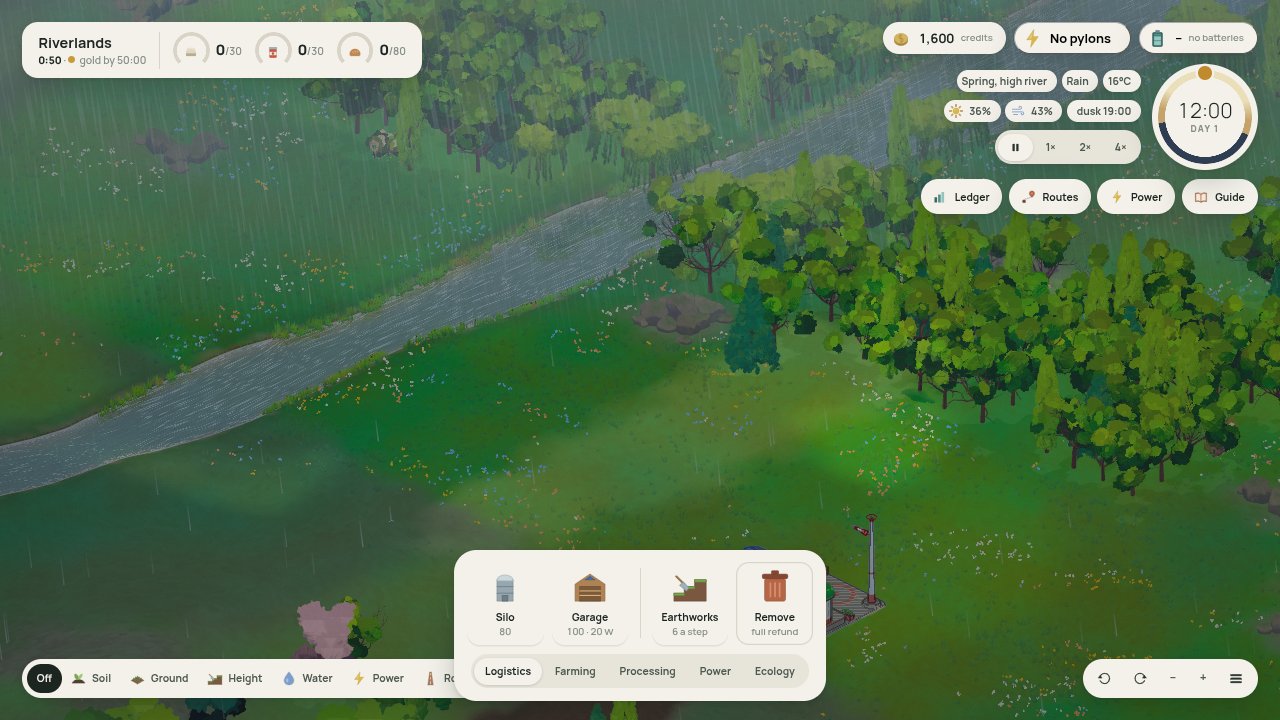 Riverlands
0:50 · gold by 50:00
0/30
0/30
0/80
1,600 credits
No pylons
– no batteries
Spring, high river
Rain
16°C
36%
43%
dusk 19:00
12:00
DAY 1
1×
2×
4×
Ledger
Routes
Power
Guide
Silo
80
Garage
100 · 20 W
Earthworks
6 a step
Remove
full refund
Logistics
Farming
Processing
Power
Ecology
Off
Soil
Ground
Height
Water
Power
−
+